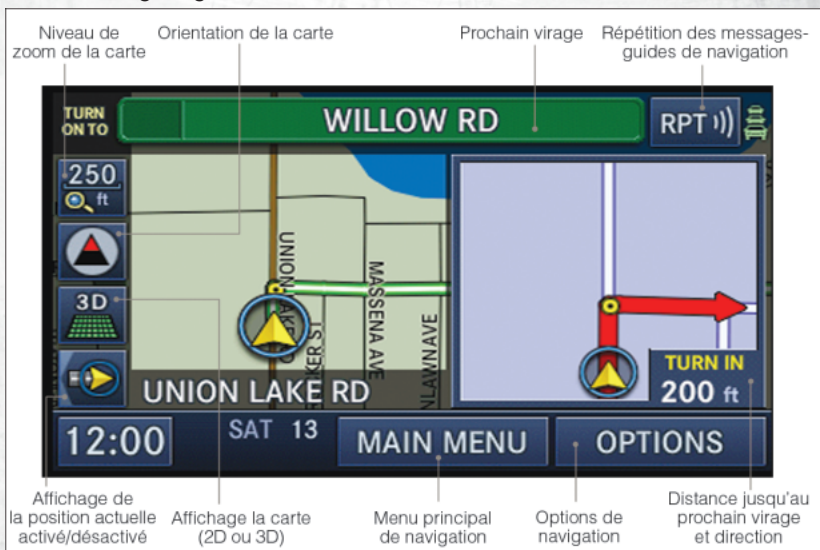 Niveau de
zoom de la carte
Orientation de la carte
Prochain virage
Répétition des messages-
guides de navigation
TURN
ON TO
WILLOW RD
RPT
250
ft
3D
UNION LAKE RD
MASSENA AVE
UNION LAKE RD
TURN IN
200 ft
12:00
SAT 13
MAIN MENU
OPTIONS
Affichage de
la position actuelle
activé/désactivé
Affichage la carte
(2D ou 3D)
Menu principal
de navigation
Options de
navigation
Distance jusqu'au
prochain virage
et direction